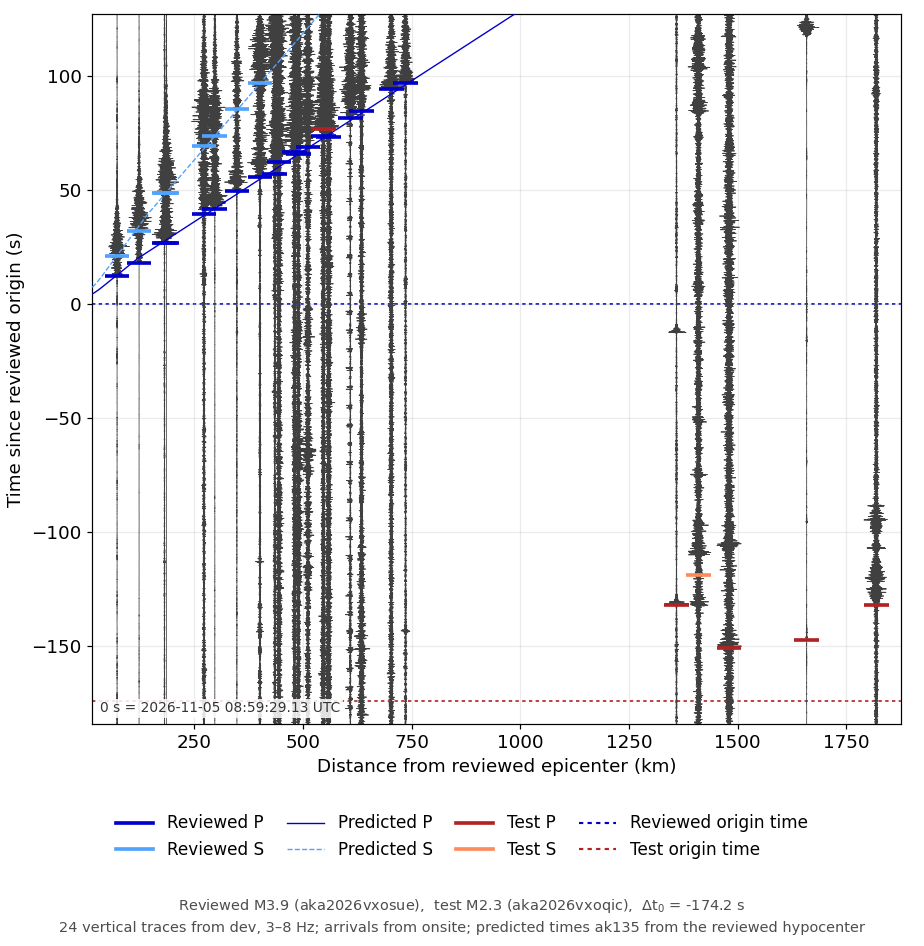 Time since reviewed origin (s)
100
50
0
−50
−100
−150
0 s = 2026-11-05 08:59:29.13 UTC
250 500 750 1000 1250 1500 1750
Distance from reviewed epicenter (km)
Reviewed P Predicted P Test P Reviewed origin time
Reviewed S Predicted S Test S Test origin time
Reviewed M3.9 (aka2026vxosue), test M2.3 (aka2026vxoqic), Δt₀ = -174.2 s
24 vertical traces from dev, 3–8 Hz; arrivals from onsite; predicted times ak135 from the reviewed hypocenter